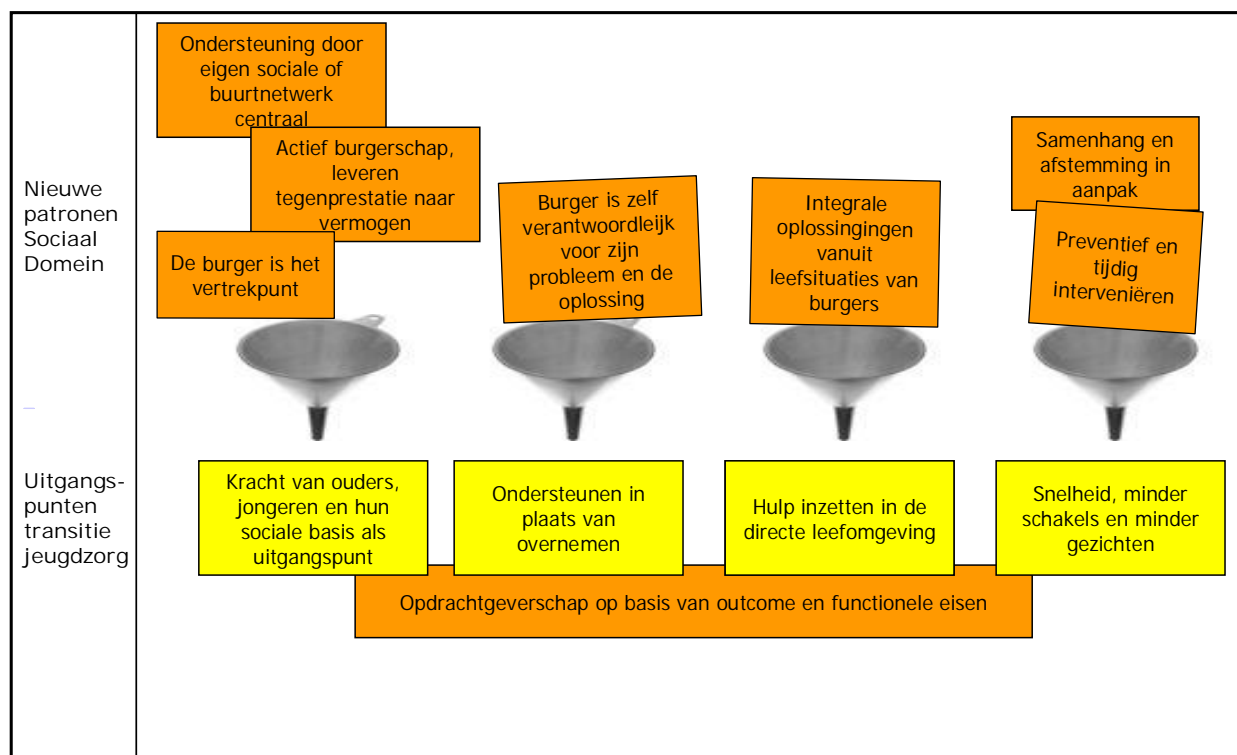 Nieuwe
patronen
Sociaal
Domein
Ondersteuning door
eigen sociale of
buurtnetwerk
centraal
Actief burgerschap,
leveren
tegenprestatie naar
vermogen
De burger is het
vertrekpunt
Burger is zelf
verantwoordleijk
voor zijn
probleem en de
oplossing
Integrale
oplossingingen
vanuit
leefsituaties van
burgers
Samenhang en
afstemming in
aanpak
Preventief en
tijdig
interveniëren
Uitgangs-
punten
transitie
jeugdzorg
Kracht van ouders,
jongeren en hun
sociale basis als
uitgangspunt
Ondersteunen in
plaats van
overnemen
Hulp inzetten in de
directe leefomgeving
Snelheid, minder
schakels en minder
gezichten
Opdrachtgeverschap op basis van outcome en functionele eisen